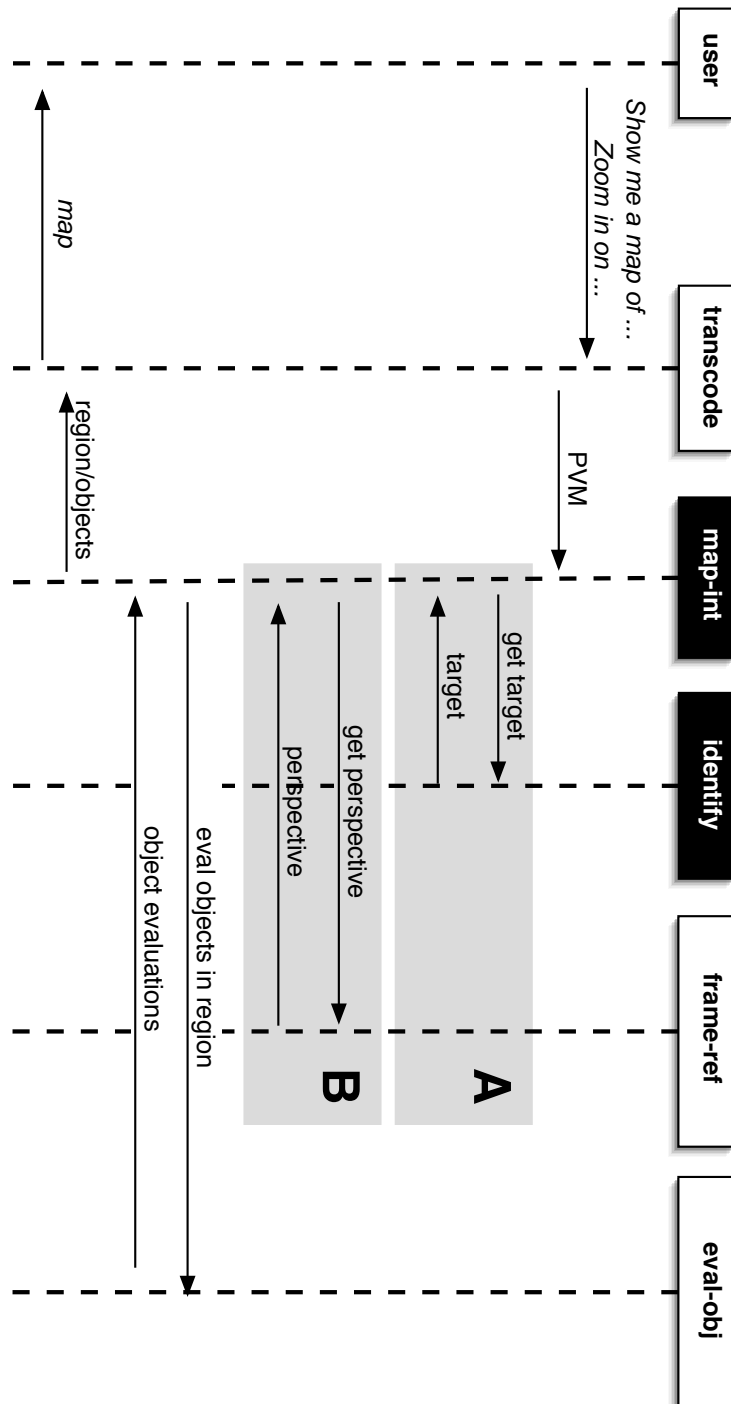 user
transcode
map-int
identify
frame-ref
eval-obj
Show me a map of ...
Zoom in on ...
PVM
get target
target
A
get perspective
perspective
B
eval objects in region
object evaluations
region/objects
map